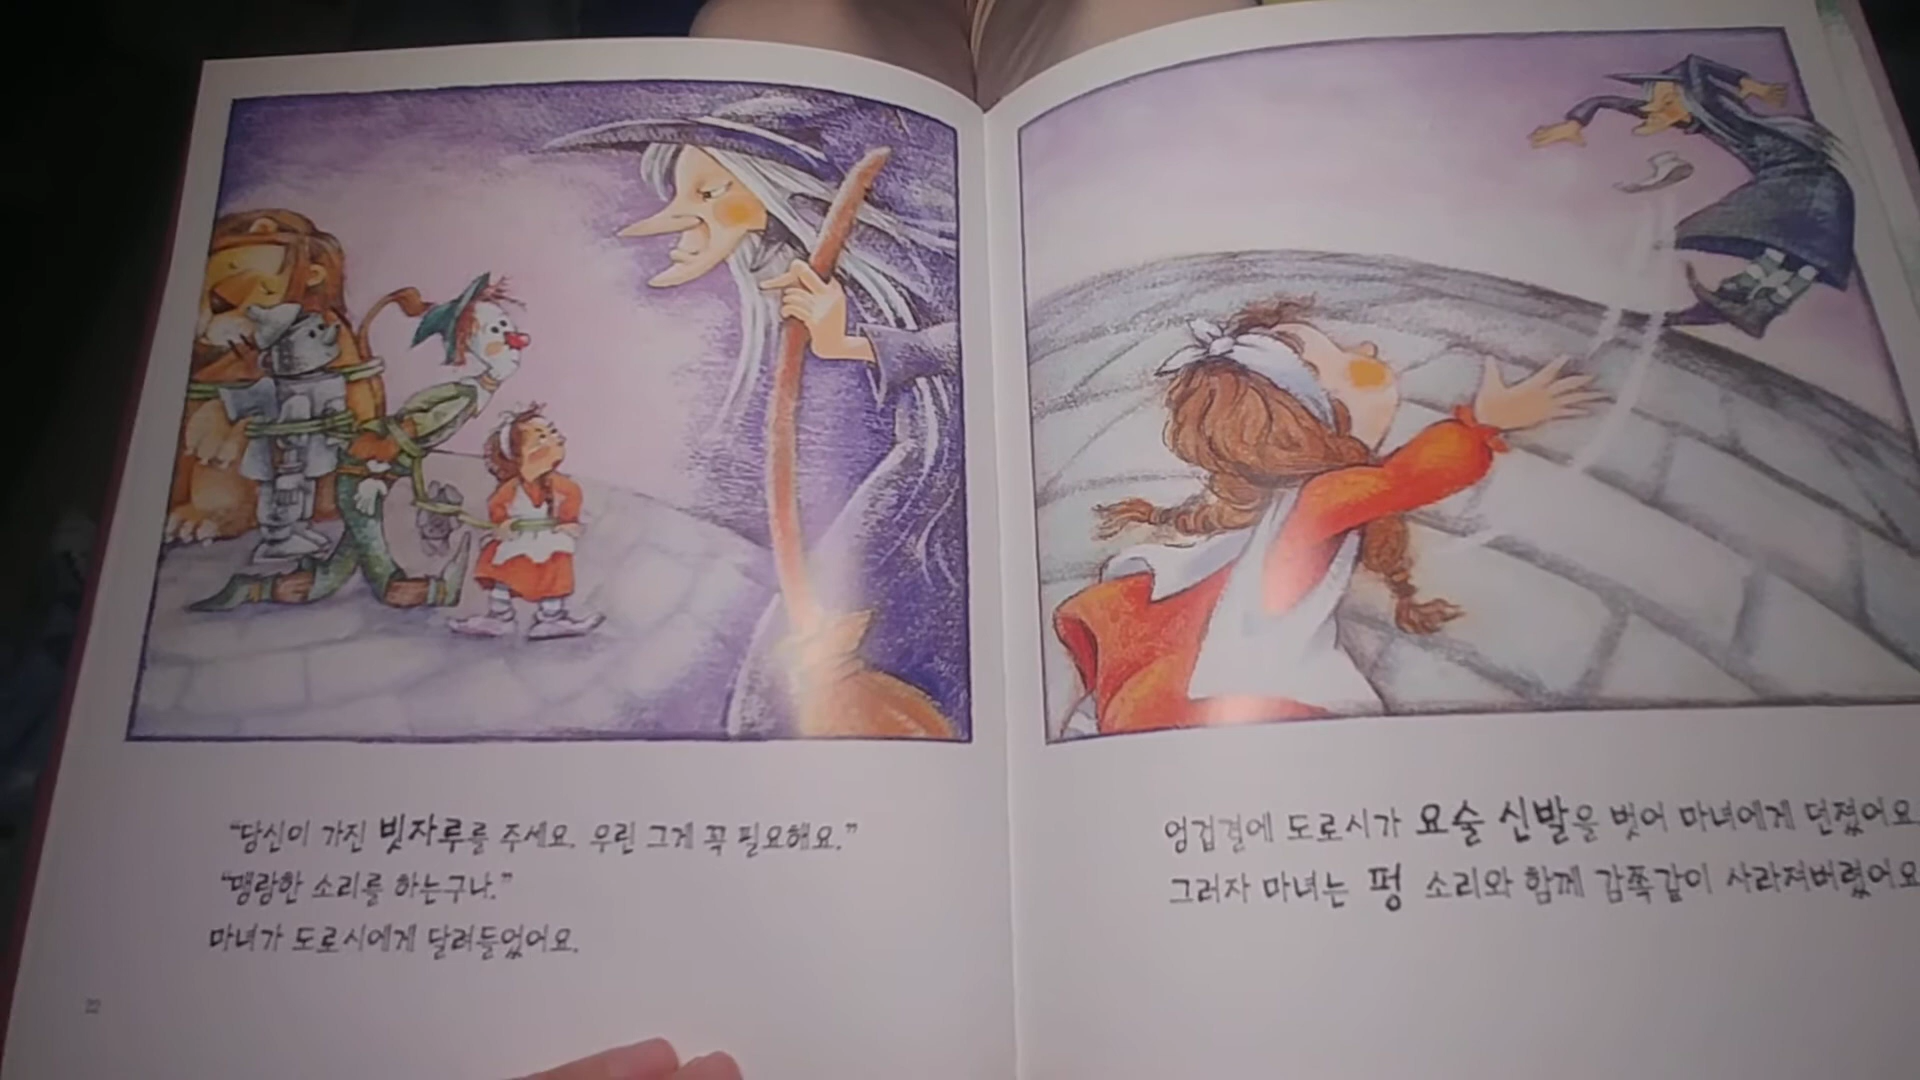 “당신이 가진 빗자루를 주세요. 우린 그게 꼭 필요해요.”
“맹랑한 소리를 하는구나.”
마녀가 도로시에게 달려들었어요.
22
엉겁결에 도로시가 요술 신발을 벗어 마녀에게 던졌어요
그러자 마녀는 펑 소리와 함께 감쪽같이 사라져버렸어요